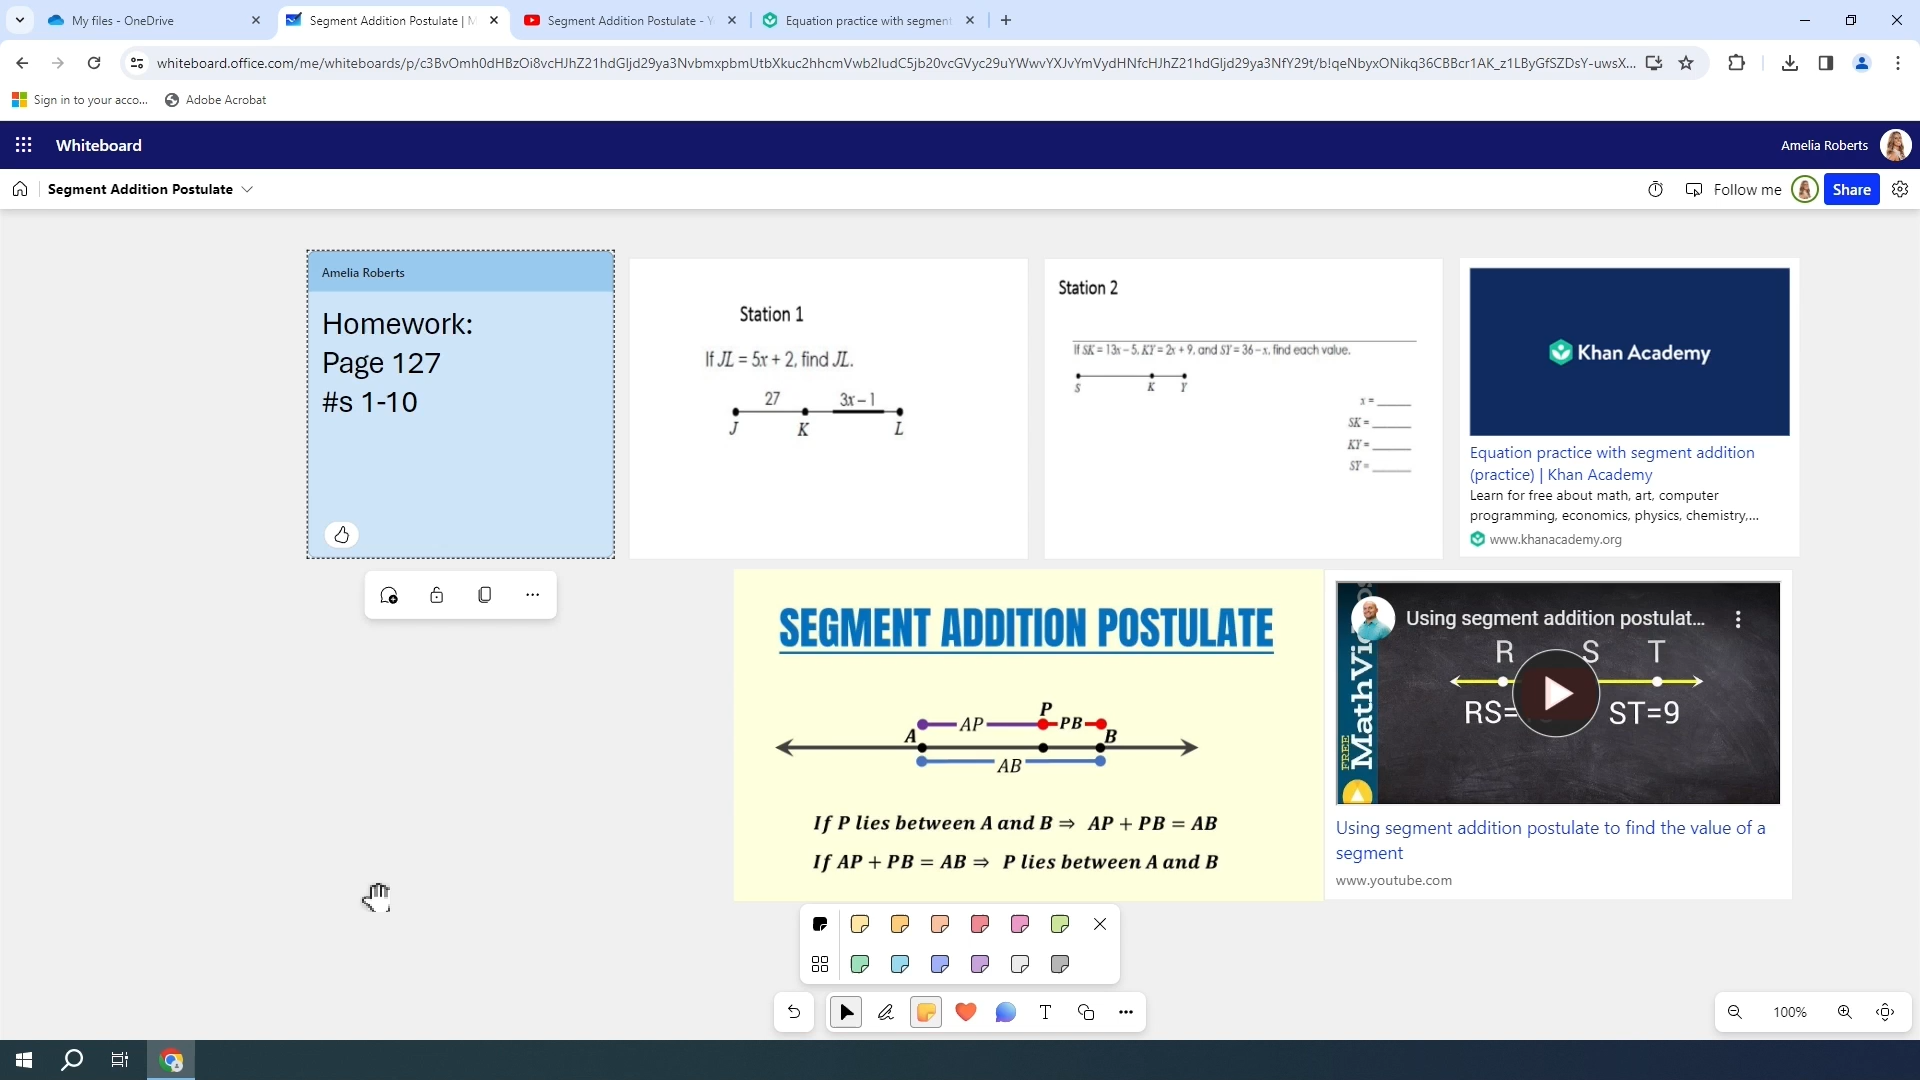 My files - OneDrive
Segment Addition Postulate | M
Segment Addition Postulate - Y
Equation practice with segment
whiteboard.office.com/me/whiteboards/p/
Sign in to your acco...
Adobe Acrobat
Whiteboard
Amelia Roberts
Segment Addition Postulate
Follow me
Share
Amelia Roberts
Homework:
Page 127
#s 1-10
Station 1
If JL = 5x + 2, find JL.
27 3x – 1
J K L
Station 2
If SK = 13x – 5, KY = 2x + 9, and SY = 36 – x, find each value.
S K Y
x = ______
SK = ______
KY = ______
SY = ______
Khan Academy
Equation practice with segment addition
(practice) | Khan Academy
Learn for free about math, art, computer
programming, economics, physics, chemistry,...
www.khanacademy.org
SEGMENT ADDITION POSTULATE
P
AP PB
A B
AB
If P lies between A and B ⇒ AP + PB = AB
If AP + PB = AB ⇒ P lies between A and B
Using segment addition postulat...
R S T
RS= ST=9
FREE
Using segment addition postulate to find the value of a
segment
www.youtube.com
100%